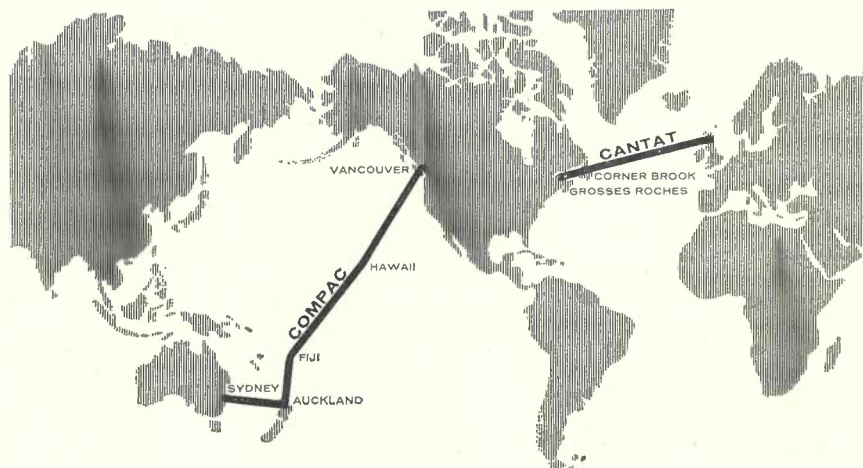 CANTAT
CORNER BROOK
GROSSES ROCHES
VANCOUVER
HAWAII
COMPAC
FIJI
SYDNEY
AUCKLAND